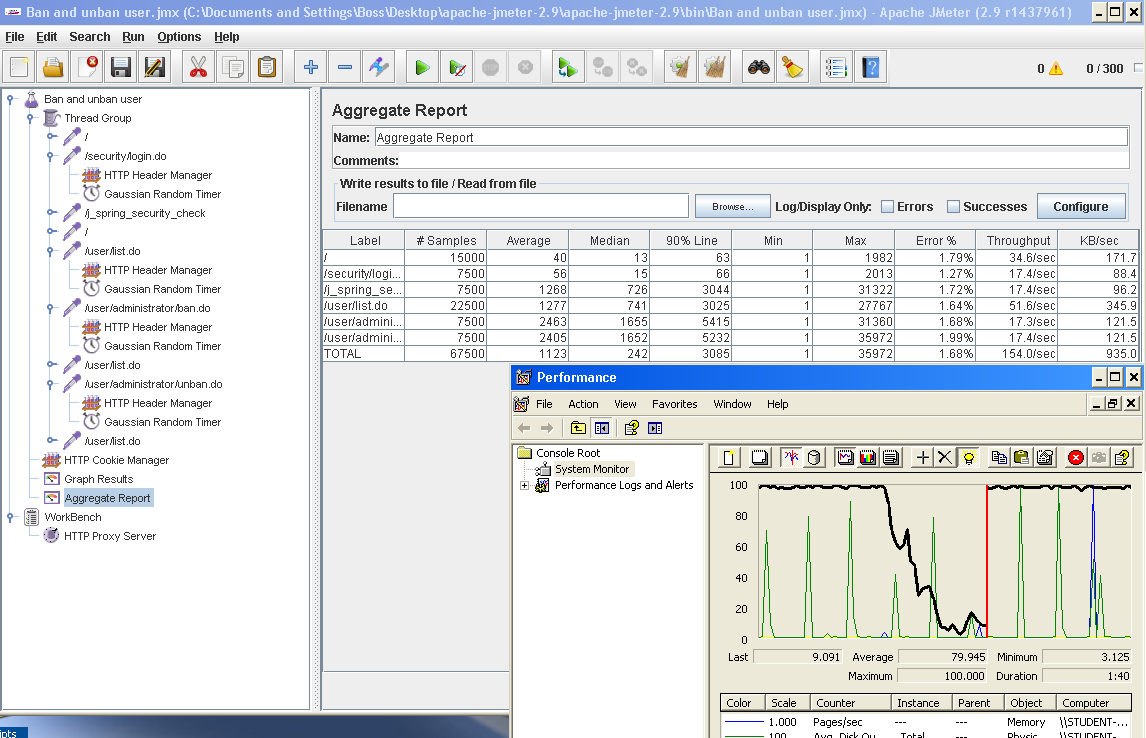 Ban and unban user.jmx (C:\Documents and Settings\Boss\Desktop\apache-jmeter-2.9\apache-jmeter-2.9\bin\Ban and unban user.jmx) - Apache JMeter (2.9 r1437961)
File Edit Search Run Options Help
0 0 / 300
Ban and unban user
Thread Group
/
/security/login.do
HTTP Header Manager
Gaussian Random Timer
/j_spring_security_check
/
/user/list.do
HTTP Header Manager
Gaussian Random Timer
/user/administrator/ban.do
HTTP Header Manager
Gaussian Random Timer
/user/list.do
/user/administrator/unban.do
HTTP Header Manager
Gaussian Random Timer
/user/list.do
HTTP Cookie Manager
Graph Results
Aggregate Report
WorkBench
HTTP Proxy Server
Aggregate Report
Name: Aggregate Report
Comments:
Write results to file / Read from file
Filename Browse... Log/Display Only: Errors Successes Configure
Label # Samples Average Median 90% Line Min Max Error % Throughput KB/sec
/ 15000 40 13 63 1 1982 1.79% 34.6/sec 171.7
/security/logi... 7500 56 15 66 1 2013 1.27% 17.4/sec 88.4
/j_spring_se... 7500 1268 726 3044 1 31322 1.72% 17.4/sec 96.2
/user/list.do 22500 1277 741 3025 1 27767 1.64% 51.6/sec 345.9
/user/admini... 7500 2463 1655 5415 1 31360 1.68% 17.3/sec 121.5
/user/admini... 7500 2405 1652 5232 1 35972 1.99% 17.4/sec 121.5
TOTAL 67500 1123 242 3085 1 35972 1.68% 154.0/sec 935.0
Performance
File Action View Favorites Window Help
Console Root
System Monitor
Performance Logs and Alerts
100
80
60
40
20
0
Last 9.091 Average 79.945 Minimum 3.125
Maximum 100.000 Duration 1:40
Color Scale Counter Instance Parent Object Computer
1.000 Pages/sec --- --- Memory \\STUDENT-...
100 Avg. Disk Qu... _Total --- Physic... \\STUDENT-...
ipts